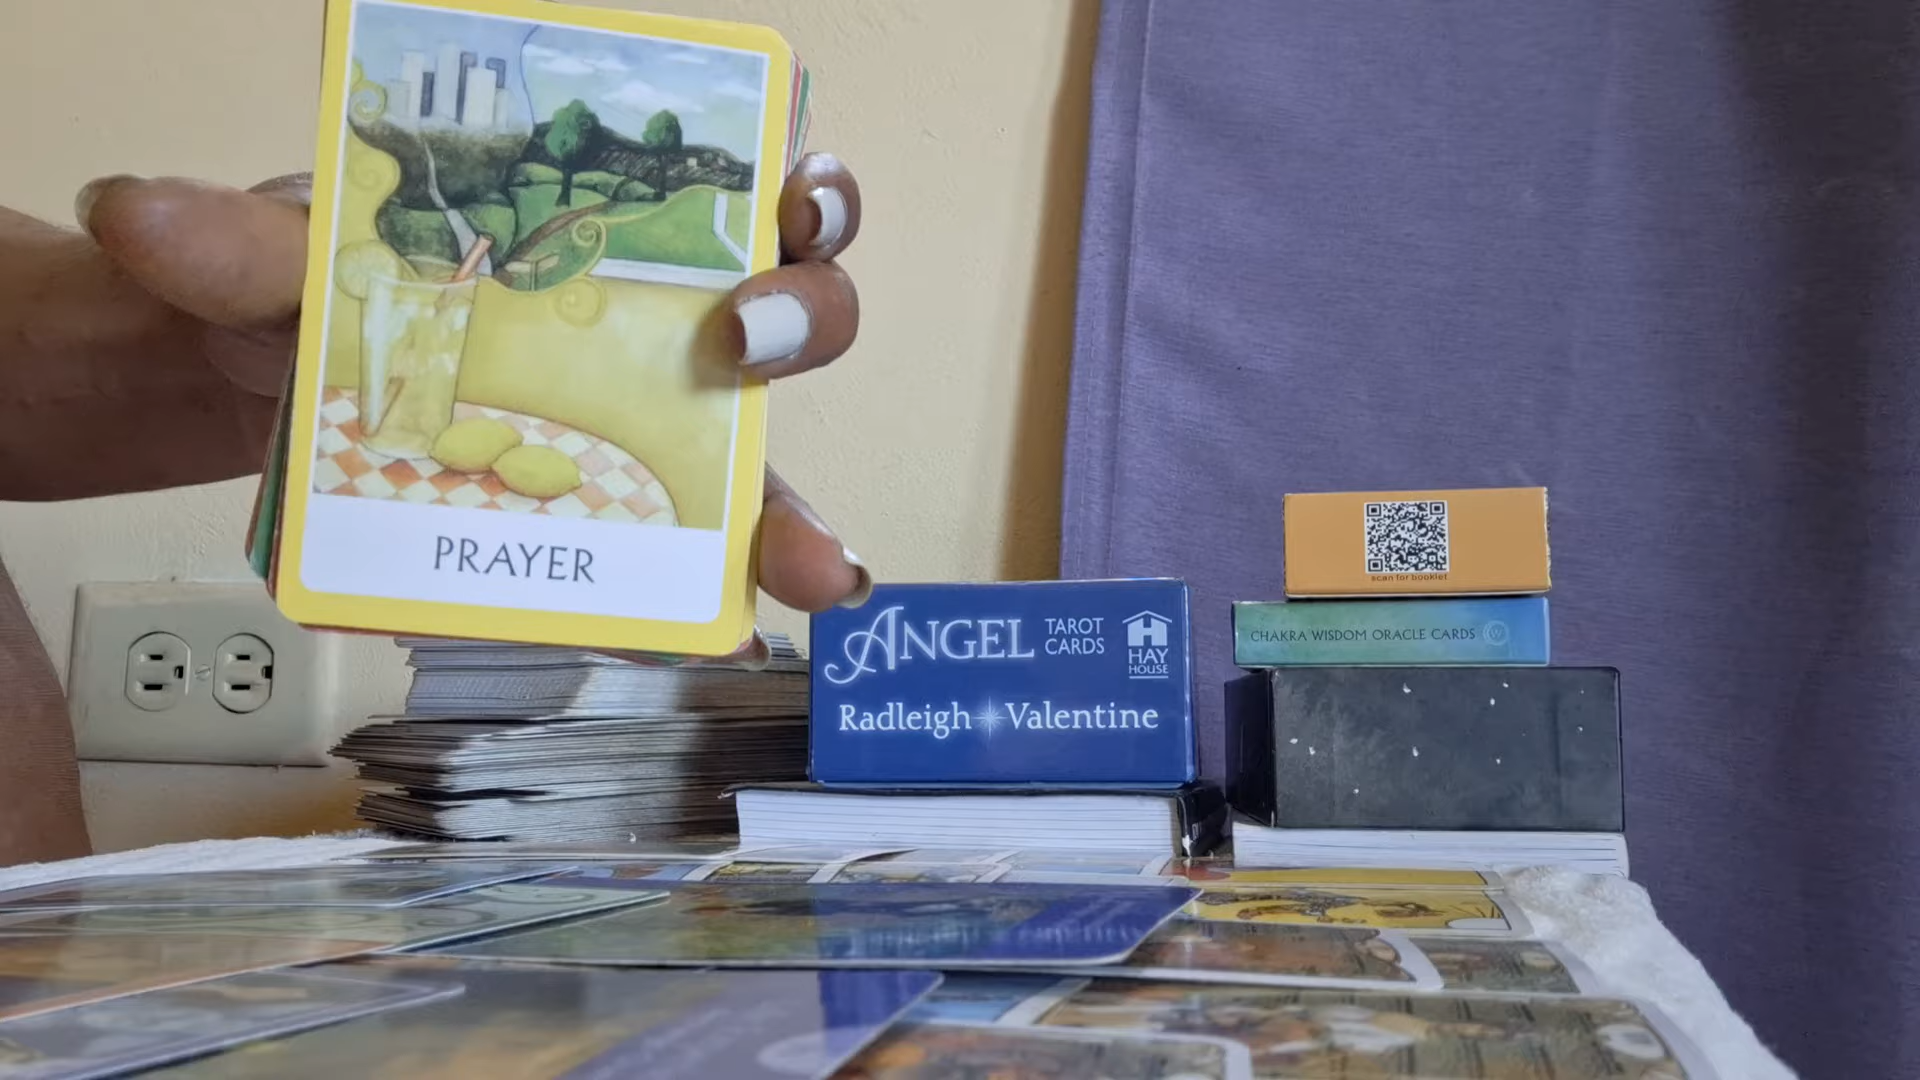 PRAYER
ANGEL
TAROT
CARDS
HAY
HOUSE
Radleigh Valentine
scan for booklet
CHAKRA WISDOM ORACLE CARDS